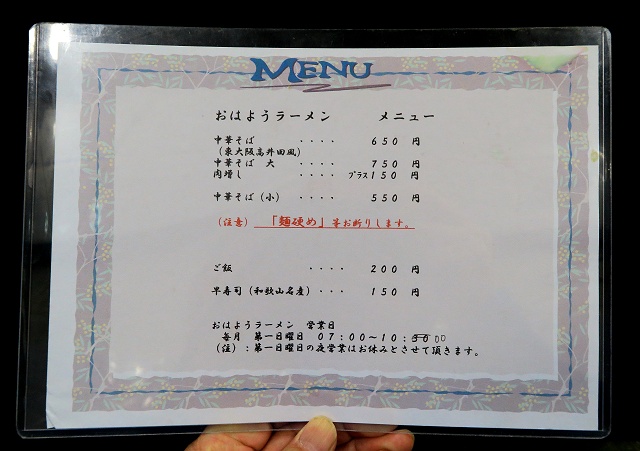 MENU
おはようラーメン　　メニュー
中華そば　・・・・　６５０　円
（東大阪高井田風）
中華そば　大　・・・・　７５０　円
肉増し　・・・・　プラス１５０　円
中華そば（小）　・・・・　５５０　円
（注意）　「麺硬め」等お断りします。
ご飯　・・・・　２００　円
早寿司（和歌山名産）・・・　１５０　円
おはようラーメン　営業日
毎月　第一日曜日　０７：００～１０：３０ 00
（注）：第一日曜日の夜営業はお休みとさせて頂きます。